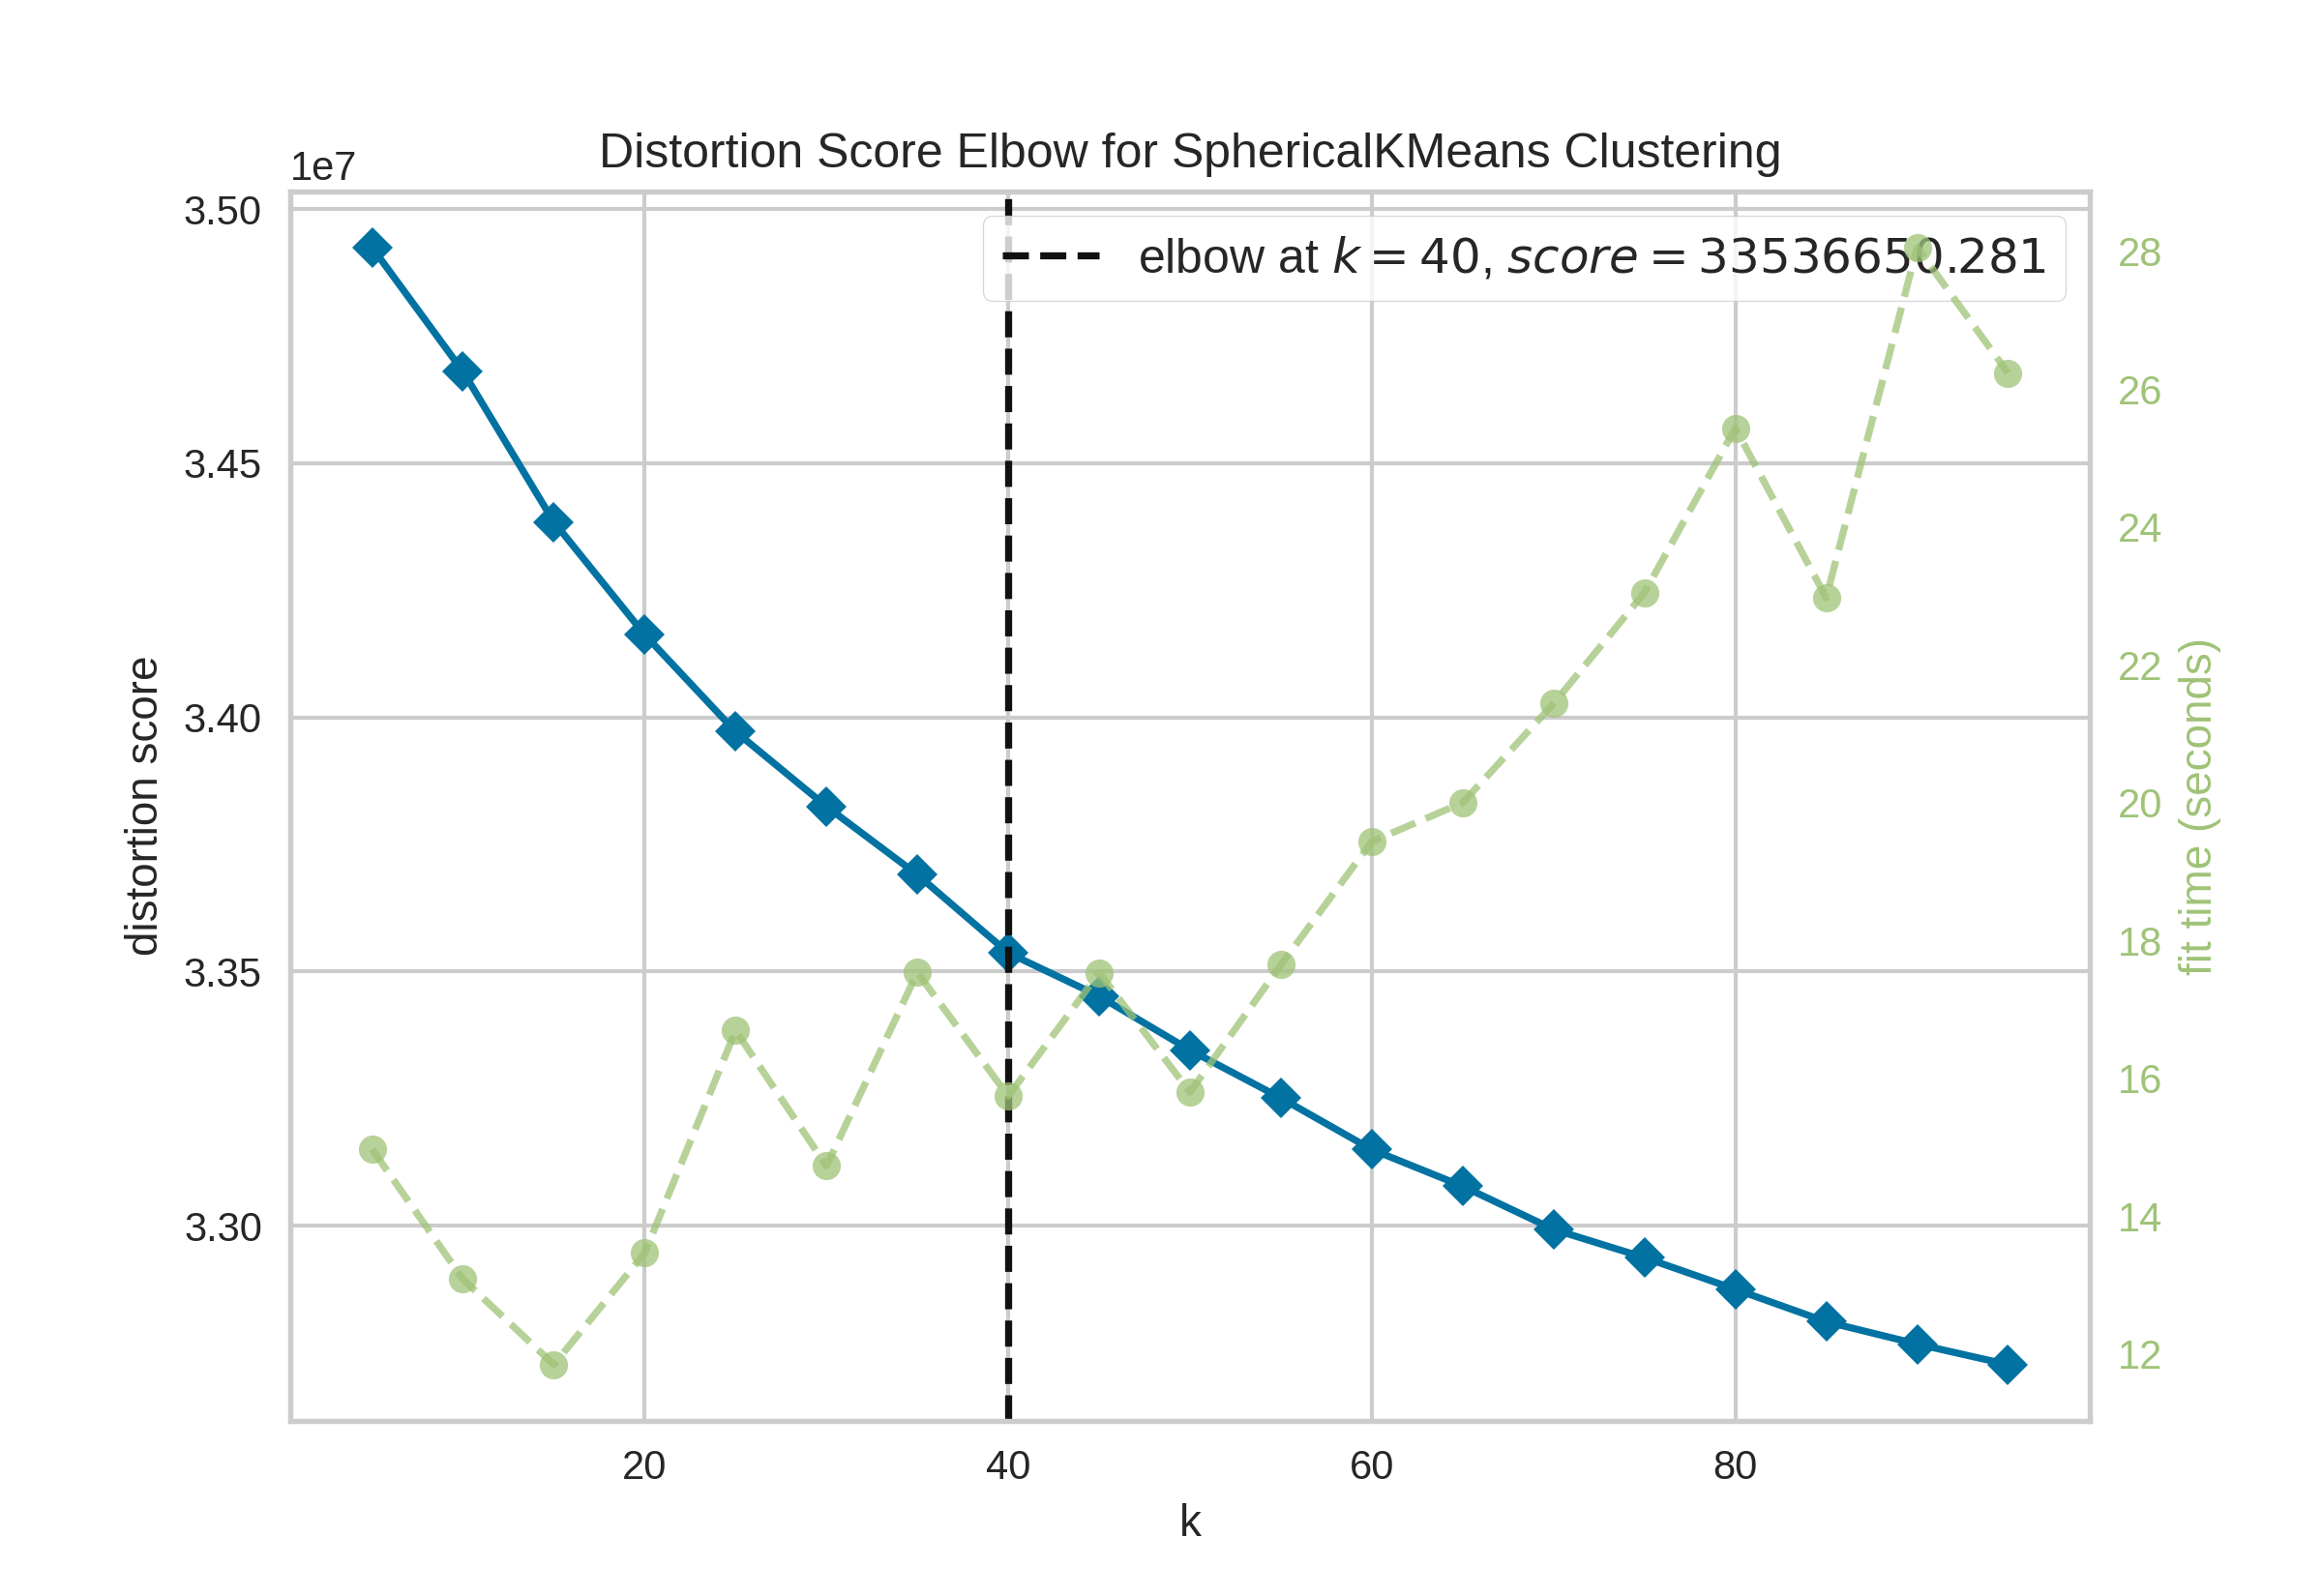 Distortion Score Elbow for SphericalKMeans Clustering
1e7
elbow at k = 40, score = 33536650.281
3.50
3.45
3.40
3.35
3.30
distortion score
28
26
24
22
20
18
16
14
12
fit time (seconds)
20 40 60 80
k